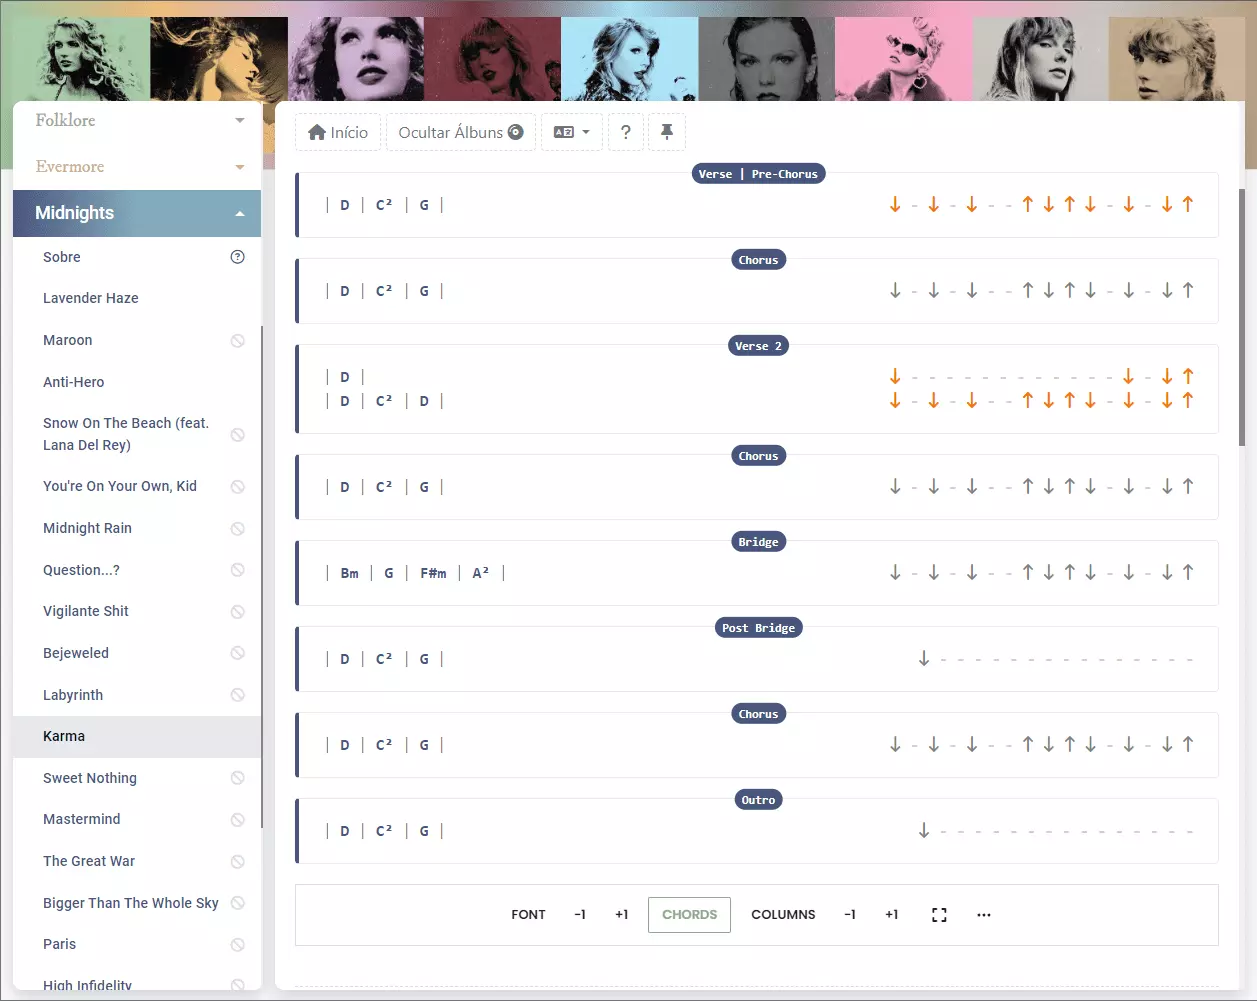 Folklore
Evermore
Midnights
Sobre
Lavender Haze
Maroon
Anti-Hero
Snow On The Beach (feat.
Lana Del Rey)
You're On Your Own, Kid
Midnight Rain
Question...?
Vigilante Shit
Bejeweled
Labyrinth
Karma
Sweet Nothing
Mastermind
The Great War
Bigger Than The Whole Sky
Paris
High Infidelity
Início Ocultar Álbuns ?
Verse | Pre-Chorus
| D | C² | G | ↓ - ↓ - ↓ - - ↑ ↓ ↑ ↓ - ↓ - ↓ ↑
Chorus
| D | C² | G | ↓ - ↓ - ↓ - - ↑ ↓ ↑ ↓ - ↓ - ↓ ↑
Verse 2
| D | ↓ - - - - - - - - - - - ↓ - ↓ ↑
| D | C² | D | ↓ - ↓ - ↓ - - ↑ ↓ ↑ ↓ - ↓ - ↓ ↑
Chorus
| D | C² | G | ↓ - ↓ - ↓ - - ↑ ↓ ↑ ↓ - ↓ - ↓ ↑
Bridge
| Bm | G | F#m | A² | ↓ - ↓ - ↓ - - ↑ ↓ ↑ ↓ - ↓ - ↓ ↑
Post Bridge
| D | C² | G | ↓ - - - - - - - - - - - - - -
Chorus
| D | C² | G | ↓ - ↓ - ↓ - - ↑ ↓ ↑ ↓ - ↓ - ↓ ↑
Outro
| D | C² | G | ↓ - - - - - - - - - - - - - -
FONT -1 +1 CHORDS COLUMNS -1 +1 ...